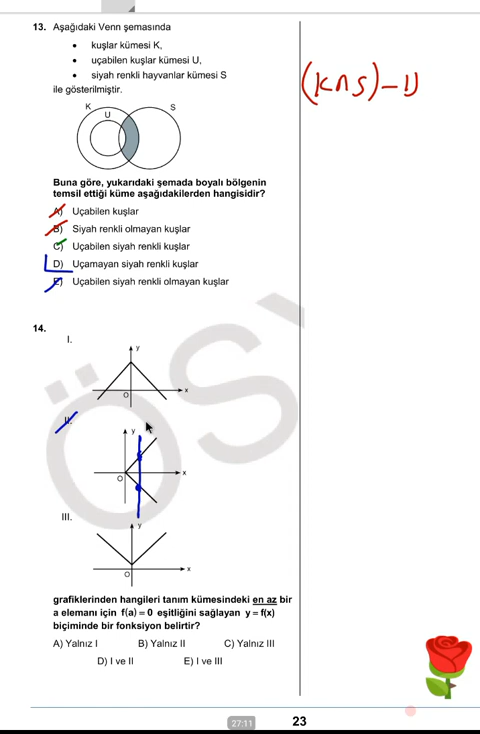 13. Aşağıdaki Venn şemasında
• kuşlar kümesi K,
• uçabilen kuşlar kümesi U,
• siyah renkli hayvanlar kümesi S
ile gösterilmiştir.
K
U
S
Buna göre, yukarıdaki şemada boyalı bölgenin
temsil ettiği küme aşağıdakilerden hangisidir?
A) Uçabilen kuşlar
B) Siyah renkli olmayan kuşlar
C) Uçabilen siyah renkli kuşlar
D) Uçamayan siyah renkli kuşlar
E) Uçabilen siyah renkli olmayan kuşlar
(K∩S)-U
14.
I.
y
O
x
II.
y
O
x
III.
y
O
x
grafiklerinden hangileri tanım kümesindeki en az bir
a elemanı için f(a) = 0 eşitliğini sağlayan y = f(x)
biçiminde bir fonksiyon belirtir?
A) Yalnız I B) Yalnız II C) Yalnız III
D) I ve II E) I ve III
ÖSY
27:11
23